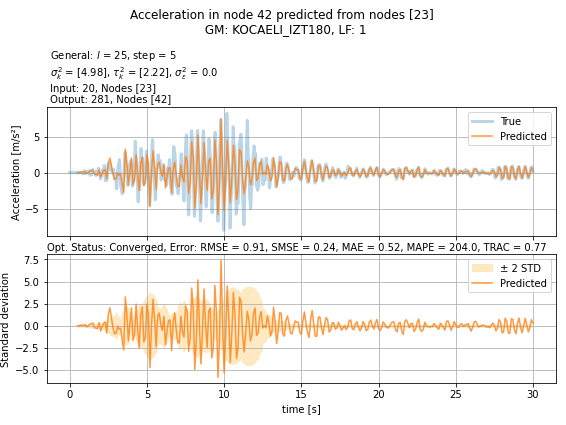 Acceleration in node 42 predicted from nodes [23]
GM: KOCAELI_IZT180, LF: 1
General: l = 25, step = 5
σ²ₖ = [4.98], τ²ₖ = [2.22], σ²ₑ = 0.0
Input: 20, Nodes [23]
Output: 281, Nodes [42]
Acceleration [m/s²]
5
0
−5
True
Predicted
Opt. Status: Converged, Error: RMSE = 0.91, SMSE = 0.24, MAE = 0.52, MAPE = 204.0, TRAC = 0.77
Standard deviation
7.5
5.0
2.5
0.0
−2.5
−5.0
± 2 STD
Predicted
0 5 10 15 20 25 30
time [s]